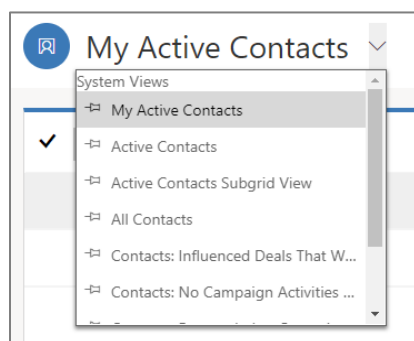 My Active Contacts
System Views
My Active Contacts
Active Contacts
Active Contacts Subgrid View
All Contacts
Contacts: Influenced Deals That W...
Contacts: No Campaign Activities ...